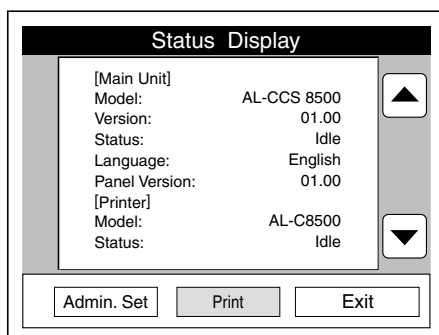 Status Display
[Main Unit]
Model: AL-CCS 8500
Version: 01.00
Status: Idle
Language: English
Panel Version: 01.00
[Printer]
Model: AL-C8500
Status: Idle
Admin. Set Print Exit